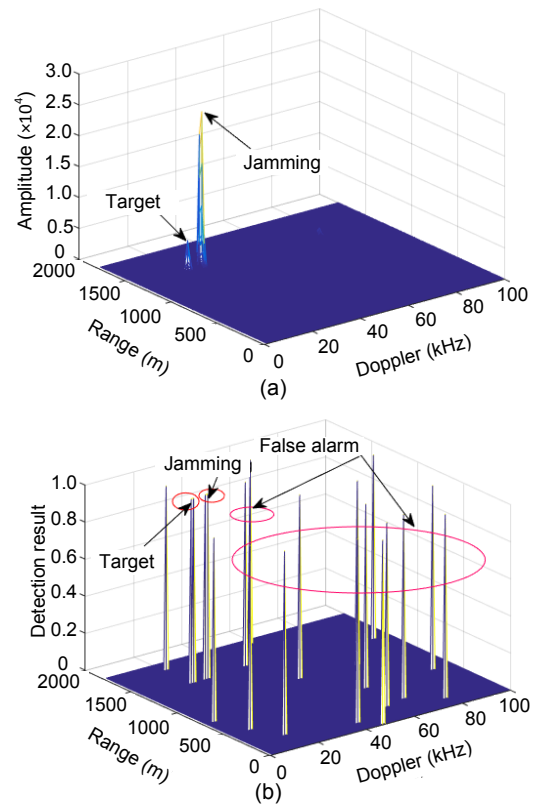 3.0
2.5
2.0
1.5
1.0
0.5
0
Amplitude (×10⁴)
Jamming
Target
2000
1500
1000
500
0
Range (m)
0
20
40
60
80
100
Doppler (kHz)
(a)
False alarm
Jamming
Target
1.0
0.8
0.6
0.4
0.2
0
Detection result
2000
1500
1000
500
0
Range (m)
0
20
40
60
80
100
Doppler (kHz)
(b)